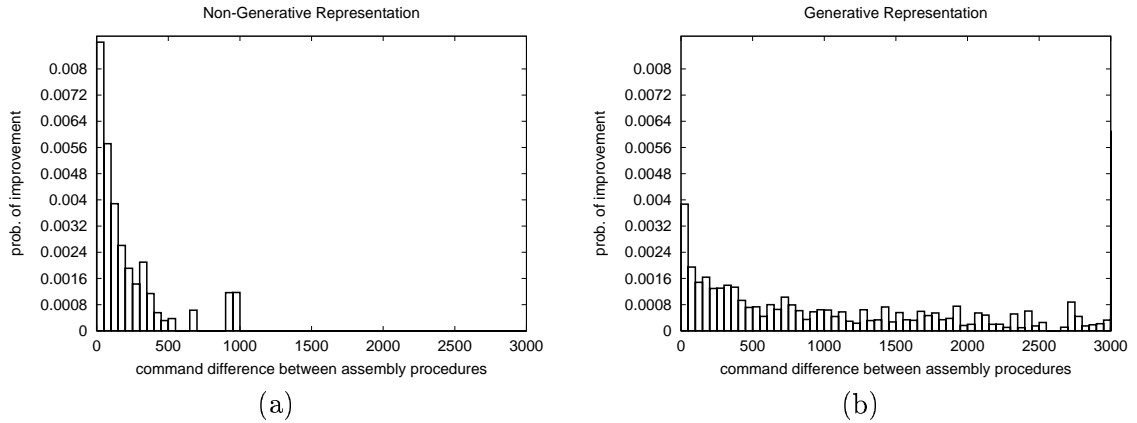 Non-Generative Representation
prob. of improvement
0.008
0.0072
0.0064
0.0056
0.0048
0.004
0.0032
0.0024
0.0016
0.0008
0
0 500 1000 1500 2000 2500 3000
command difference between assembly procedures
(a)
Generative Representation
prob. of improvement
0.008
0.0072
0.0064
0.0056
0.0048
0.004
0.0032
0.0024
0.0016
0.0008
0
0 500 1000 1500 2000 2500 3000
command difference between assembly procedures
(b)